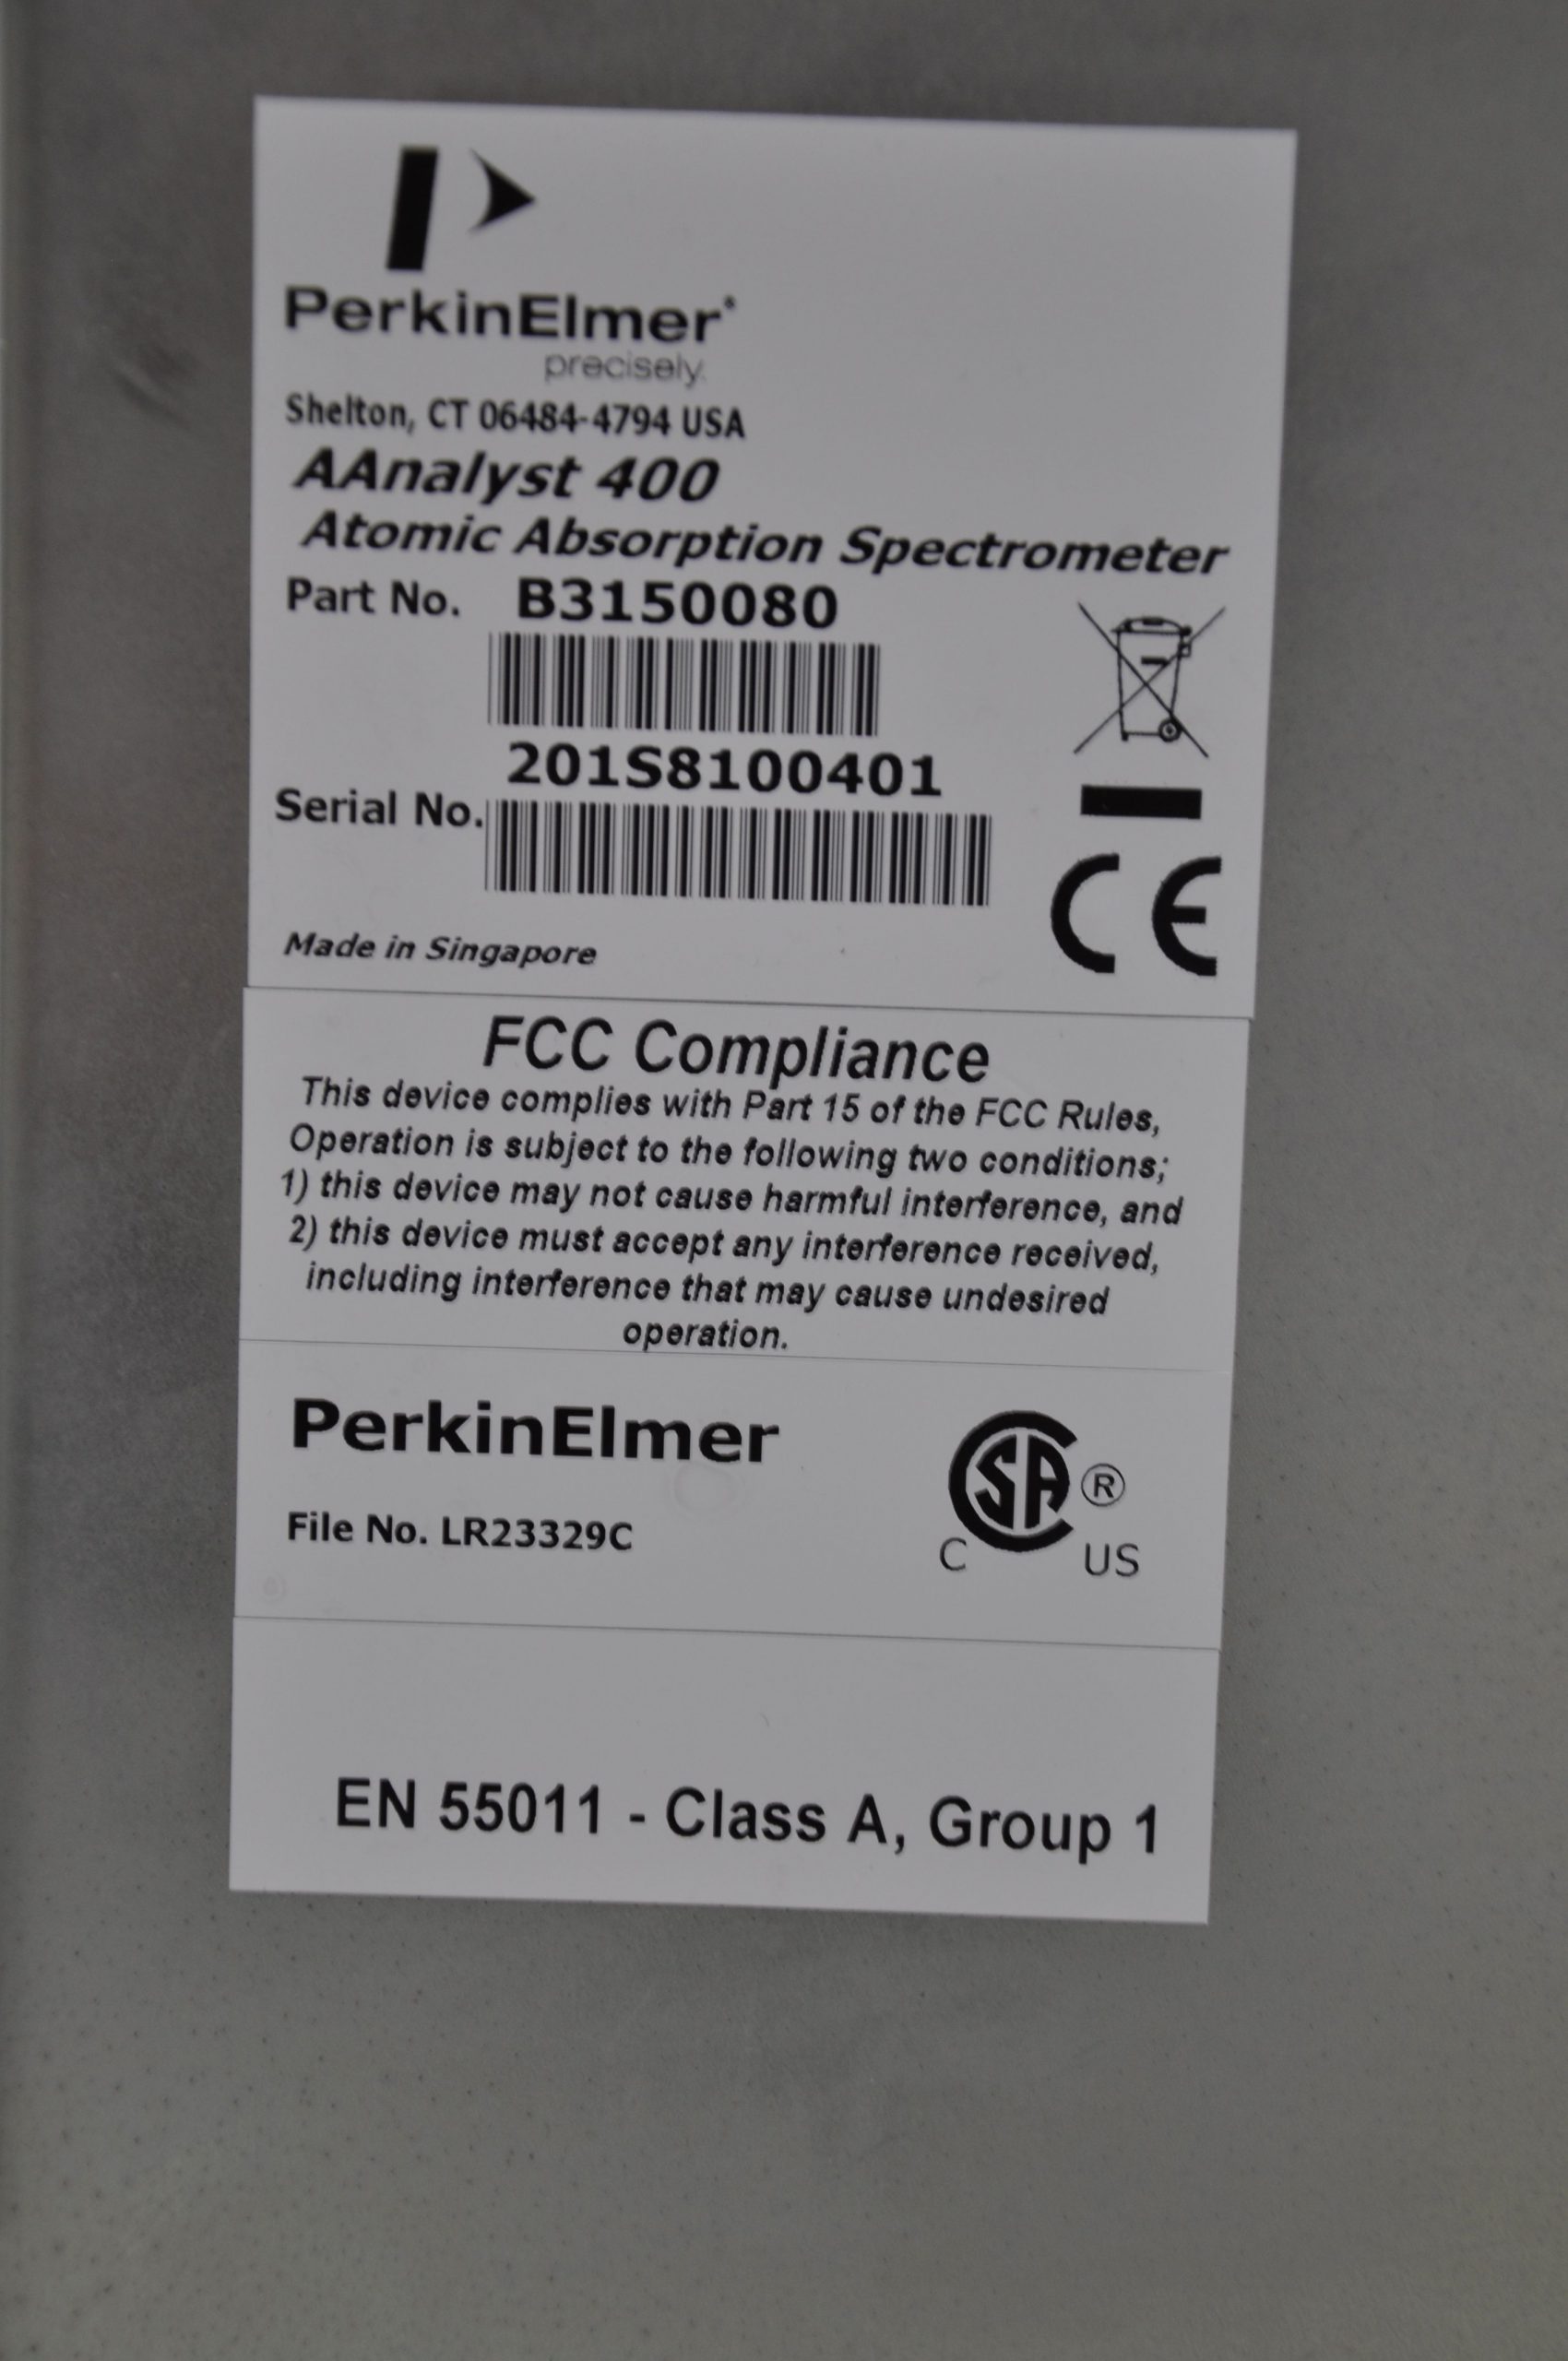 PerkinElmer®
precisely.
Shelton, CT 06484-4794 USA
AAnalyst 400
Atomic Absorption Spectrometer
Part No. B3150080
201S8100401
Serial No.
Made in Singapore
CE
FCC Compliance
This device complies with Part 15 of the FCC Rules,
Operation is subject to the following two conditions;
1) this device may not cause harmful interference, and
2) this device must accept any interference received,
including interference that may cause undesired
operation.
PerkinElmer
File No. LR23329C
CSA ®
C US
EN 55011 - Class A, Group 1